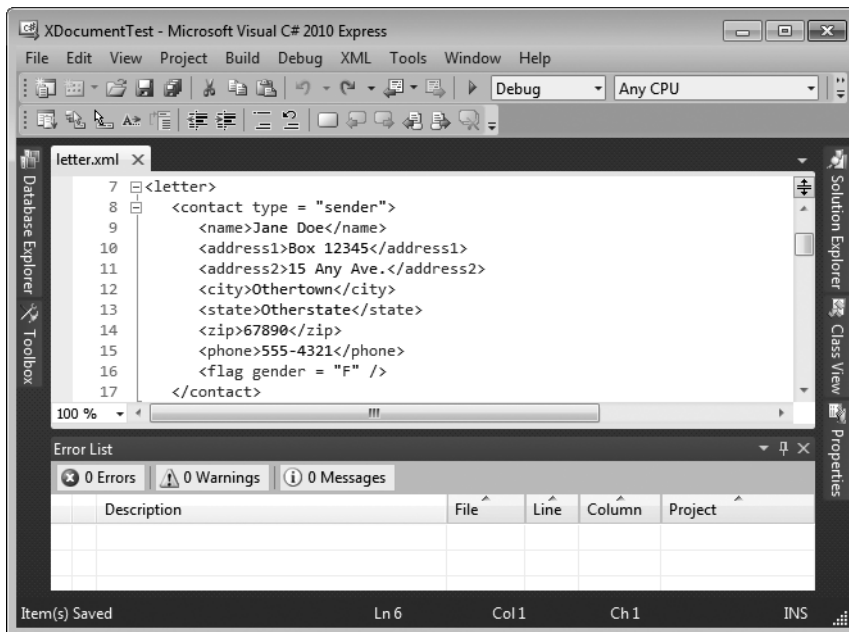 XDocumentTest - Microsoft Visual C# 2010 Express
File Edit View Project Build Debug XML Tools Window Help
Debug Any CPU
Database Explorer
Toolbox
letter.xml
7 <letter>
8 <contact type = "sender">
9 <name>Jane Doe</name>
10 <address1>Box 12345</address1>
11 <address2>15 Any Ave.</address2>
12 <city>Othertown</city>
13 <state>Otherstate</state>
14 <zip>67890</zip>
15 <phone>555-4321</phone>
16 <flag gender = "F" />
17 </contact>
100 %
Solution Explorer
Class View
Properties
Error List
0 Errors 0 Warnings 0 Messages
Description File Line Column Project
Item(s) Saved Ln 6 Col 1 Ch 1 INS